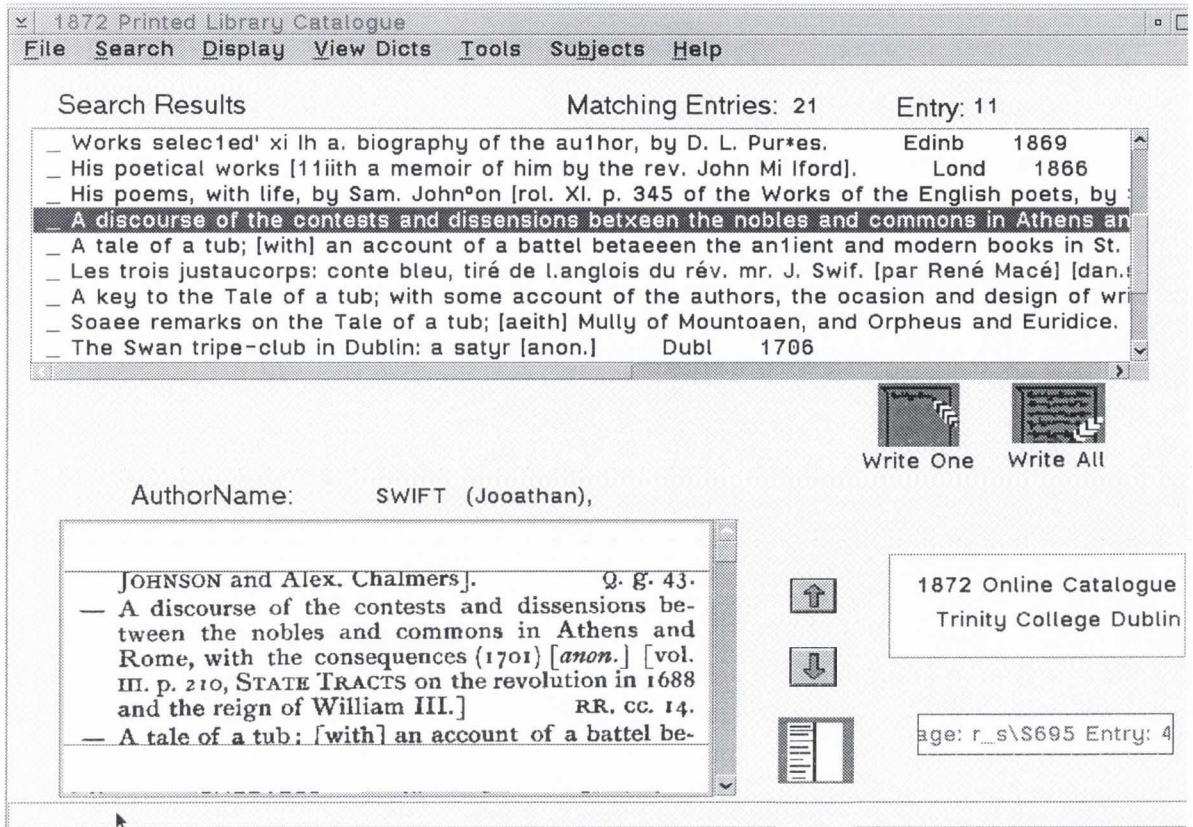 1872 Printed Library Catalogue
File Search Display View Dicts Tools Subjects Help
Search Results Matching Entries: 21 Entry: 11
_ Works selec1ed' xi lh a. biography of the au1hor, by D. L. Pur*es. Edinb 1869
_ His poetical works [11iith a memoir of him by the rev. John Mi lford]. Lond 1866
_ His poems, with life, by Sam. John°on [rol. XI. p. 345 of the Works of the English poets, by
_ A discourse of the contests and dissensions betxeen the nobles and commons in Athens an
_ A tale of a tub; [with] an account of a battel betaeeen the an1ient and modern books in St.
_ Les trois justaucorps: conte bleu, tiré de l.anglois du rév. mr. J. Swif. [par René Macé] [dan.
_ A key to the Tale of a tub; with some account of the authors, the ocasion and design of wri
_ Soaee remarks on the Tale of a tub; [aeith] Mully of Mountoaen, and Orpheus and Euridice.
_ The Swan tripe-club in Dublin: a satyr [anon.] Dubl 1706
Write One Write All
AuthorName: SWIFT (Jooathan),
JOHNSON and Alex. Chalmers]. Q. g. 43.
— A discourse of the contests and dissensions be-
tween the nobles and commons in Athens and
Rome, with the consequences (1701) [anon.] [vol.
III. p. 210, STATE TRACTS on the revolution in 1688
and the reign of William III.] RR. cc. 14.
— A tale of a tub; [with] an account of a battel be-
1872 Online Catalogue
Trinity College Dublin
age: r_s\S695 Entry: 4